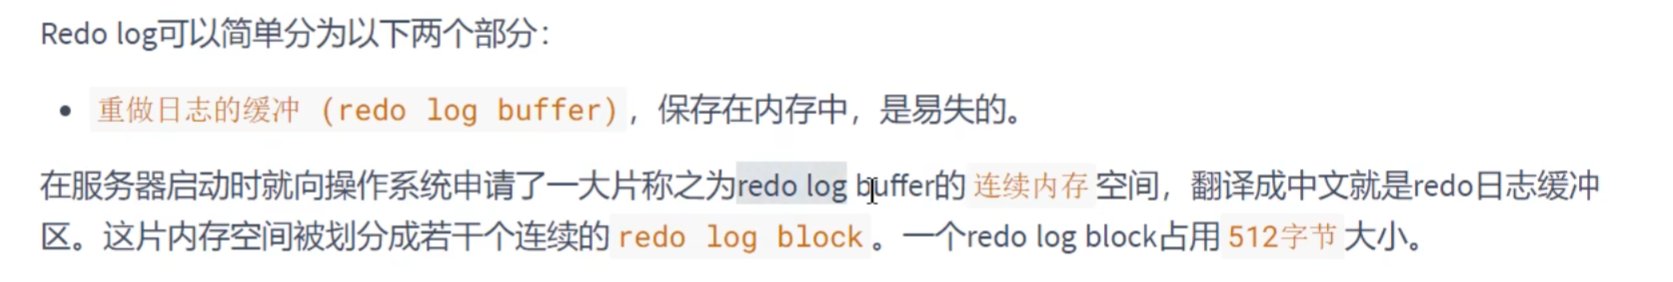 Redo log可以简单分为以下两个部分：
• 重做日志的缓冲 (redo log buffer) ，保存在内存中，是易失的。
在服务器启动时就向操作系统申请了一大片称之为redo log buffer的 连续内存 空间，翻译成中文就是redo日志缓冲
区。这片内存空间被划分成若干个连续的 redo log block 。一个redo log block占用 512字节 大小。